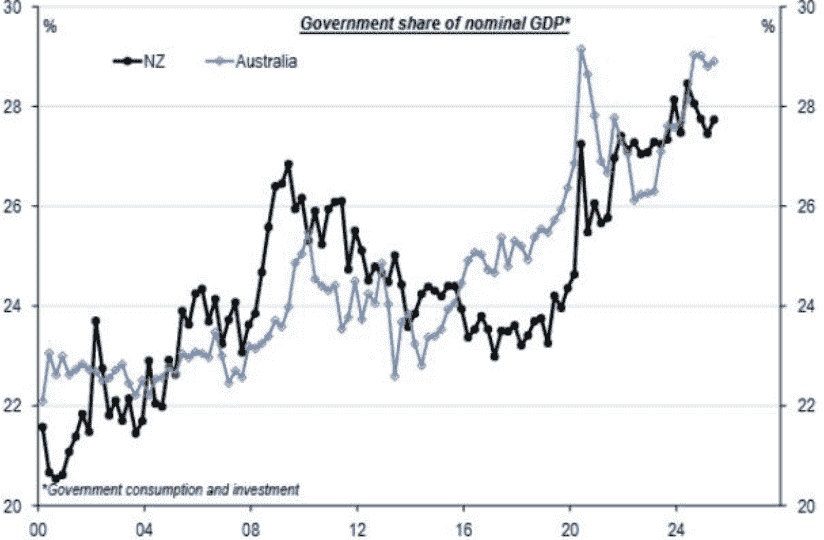 Government share of nominal GDP*
% %
NZ Australia
30 30
28 28
26 26
24 24
22 22
20 20
*Government consumption and investment
00 04 08 12 16 20 24